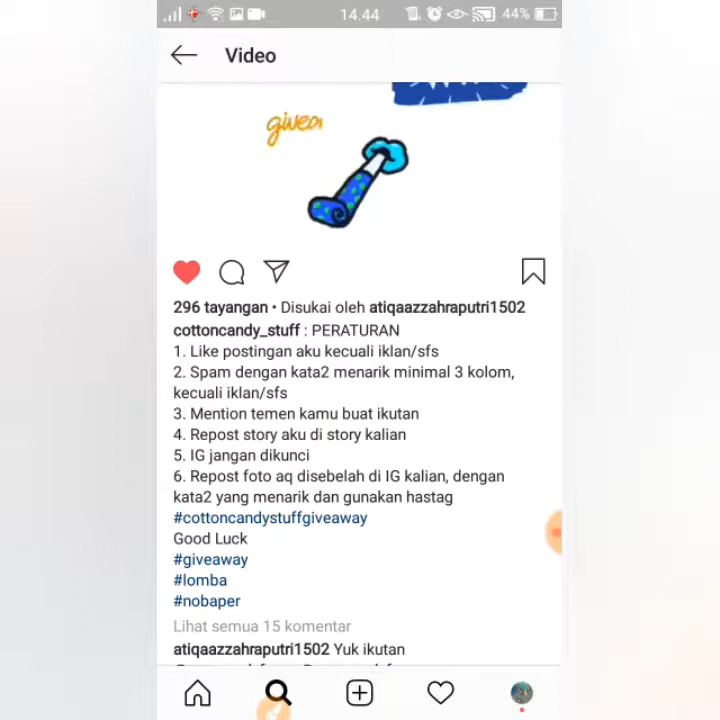 14.44
44%
Video
givea
296 tayangan • Disukai oleh atiqaazzahraputri1502
cottoncandy_stuff : PERATURAN
1. Like postingan aku kecuali iklan/sfs
2. Spam dengan kata2 menarik minimal 3 kolom,
kecuali iklan/sfs
3. Mention temen kamu buat ikutan
4. Repost story aku di story kalian
5. IG jangan dikunci
6. Repost foto aq disebelah di IG kalian, dengan
kata2 yang menarik dan gunakan hastag
#cottoncandystuffgiveaway
Good Luck
#giveaway
#lomba
#nobaper
Lihat semua 15 komentar
atiqaazzahraputri1502 Yuk ikutan